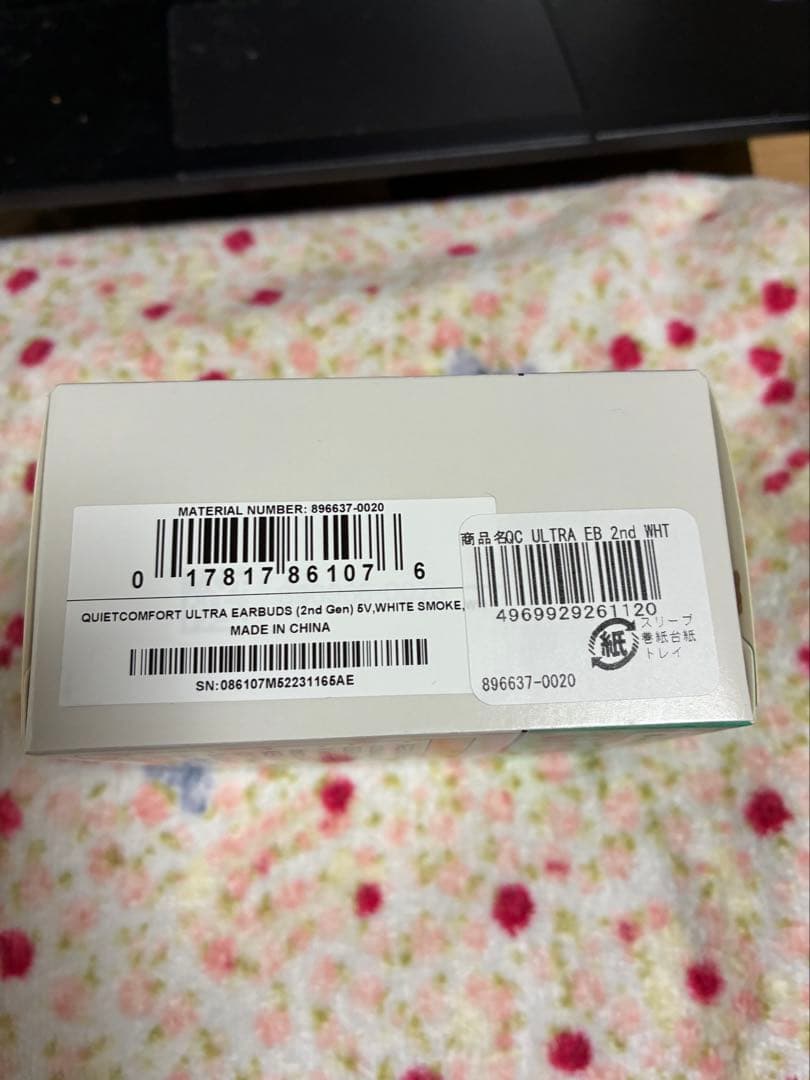 MATERIAL NUMBER: 896637-0020
0 17817 86107 6
QUIETCOMFORT ULTRA EARBUDS (2nd Gen) 5V,WHITE SMOKE,
MADE IN CHINA
SN:086107M52231165AE
商品名QC ULTRA EB 2nd WHT
4969929261120
紙
スリーブ
巻紙台紙
トレイ
896637-0020